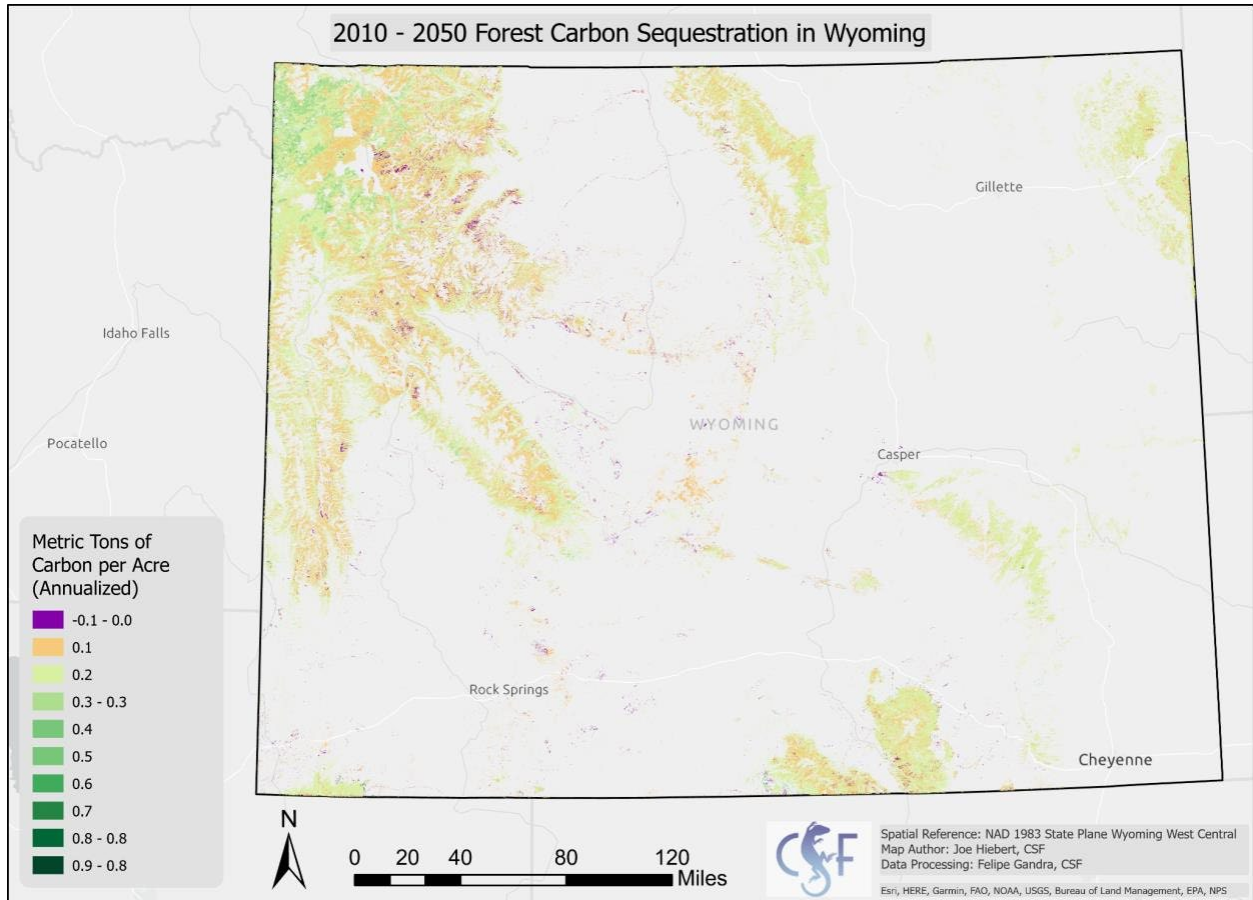 2010 - 2050 Forest Carbon Sequestration in Wyoming
Gillette
Idaho Falls
WYOMING
Pocatello
Casper
Rock Springs
Cheyenne
Metric Tons of
Carbon per Acre
(Annualized)
-0.1 - 0.0
0.1
0.2
0.3 - 0.3
0.4
0.5
0.6
0.7
0.8 - 0.8
0.9 - 0.8
N
0 20 40 80 120
Miles
CSF
Spatial Reference: NAD 1983 State Plane Wyoming West Central
Map Author: Joe Hiebert, CSF
Data Processing: Felipe Gandra, CSF
Esri, HERE, Garmin, FAO, NOAA, USGS, Bureau of Land Management, EPA, NPS